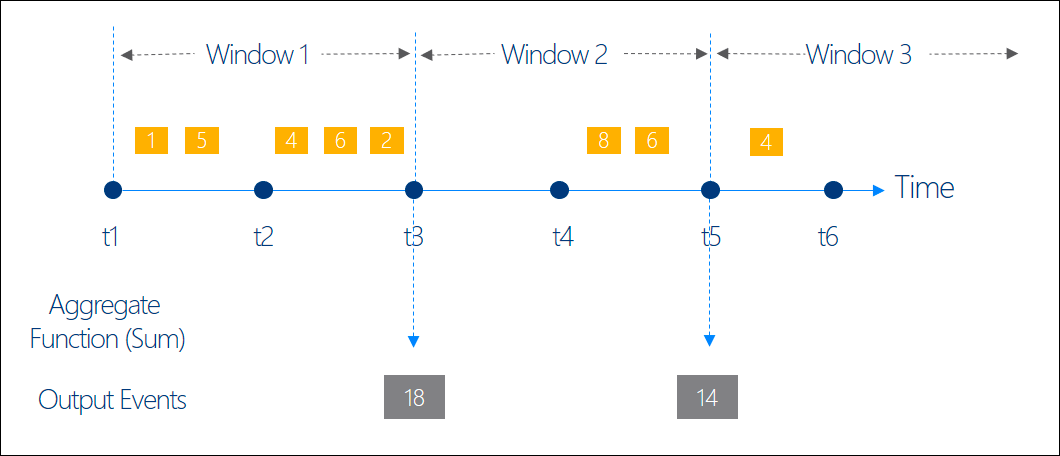 Window 1
Window 2
Window 3
1
5
4
6
2
8
6
4
Time
t1
t2
t3
t4
t5
t6
Aggregate
Function (Sum)
Output Events
18
14